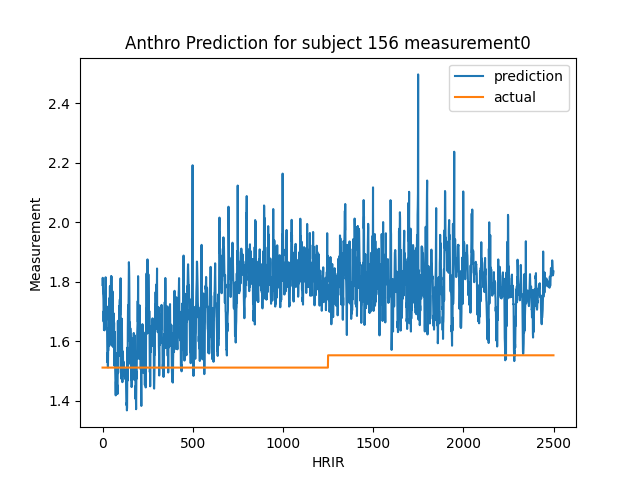 Anthro Prediction for subject 156 measurement0
prediction
actual
Measurement
2.4
2.2
2.0
1.8
1.6
1.4
0 500 1000 1500 2000 2500
HRIR